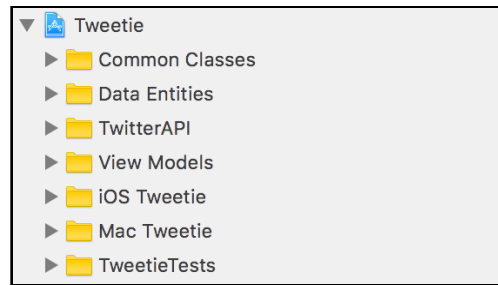 Tweetie
Common Classes
Data Entities
TwitterAPI
View Models
iOS Tweetie
Mac Tweetie
TweetieTests